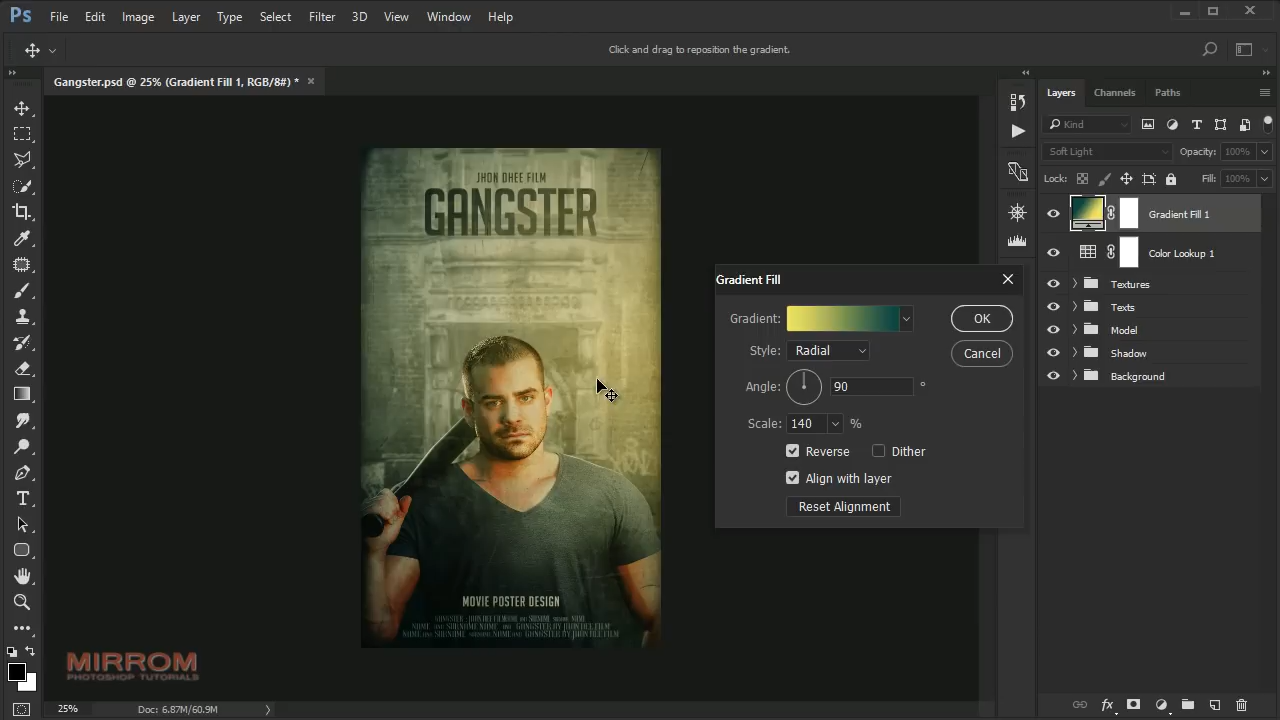 Ps File Edit Image Layer Type Select Filter 3D View Window Help
Click and drag to reposition the gradient.
Gangster.psd @ 25% (Gradient Fill 1, RGB/8#) *
JHON DHEE FILM
GANGSTER
MOVIE POSTER DESIGN
MIRROM
PHOTOSHOP TUTORIALS
25% Doc: 6.87M/60.9M
Gradient Fill
Gradient:
OK
Style: Radial
Cancel
Angle: 90 °
Scale: 140 %
Reverse Dither
Align with layer
Reset Alignment
Layers Channels Paths
Kind
Soft Light Opacity: 100%
Lock: Fill: 100%
Gradient Fill 1
Color Lookup 1
Textures
Texts
Model
Shadow
Background
fx